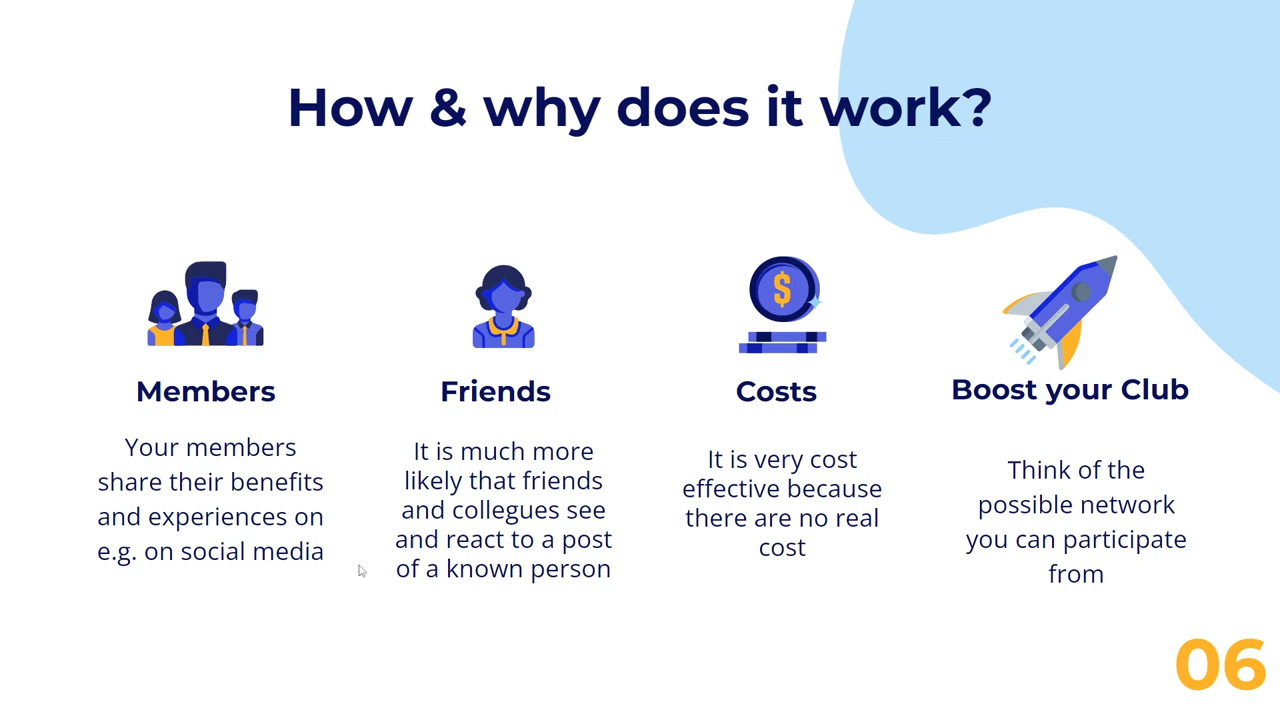 How & why does it work?
Members
Your members
share their benefits
and experiences on
e.g. on social media
Friends
It is much more
likely that friends
and collegues see
and react to a post
of a known person
$
Costs
It is very cost
effective because
there are no real
cost
Boost your Club
Think of the
possible network
you can participate
from
06